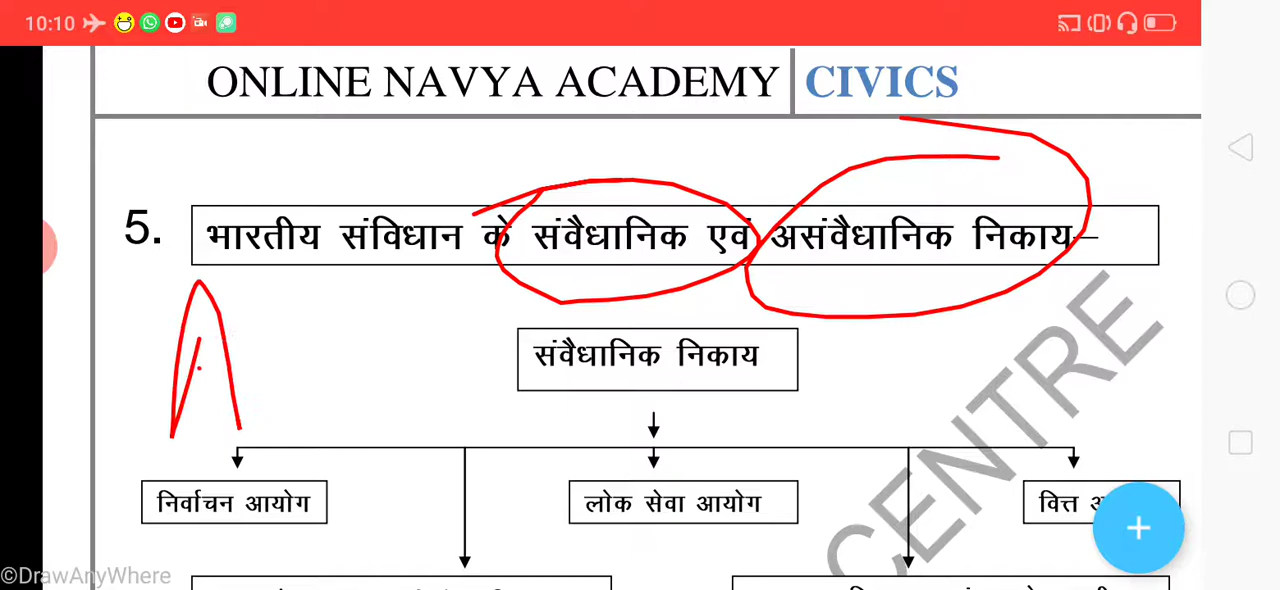 10:10
ONLINE NAVYA ACADEMY CIVICS
5. भारतीय संविधान के संवैधानिक एवं असंवैधानिक निकाय–
संवैधानिक निकाय
निर्वाचन आयोग लोक सेवा आयोग वित्त
CENTRE
©DrawAnyWhere